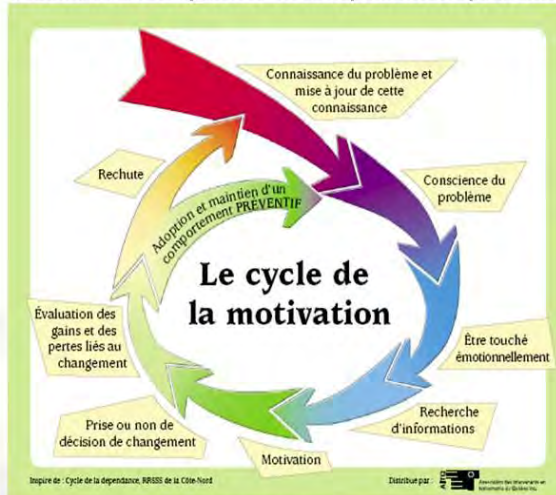 Connaissance du problème et
mise à jour de cette
connaissance
Conscience du
problème
Être touché
émotionnellement
Recherche
d'informations
Motivation
Prise ou non de
décision de changement
Évaluation des
gains et des
pertes liés au
changement
Rechute
Adoption et maintien d'un
comportement PRÉVENTIF
Le cycle de
la motivation
Inspiré de : Cycle de la dépendance, RRSSS de la Côte-Nord
Distribué par :